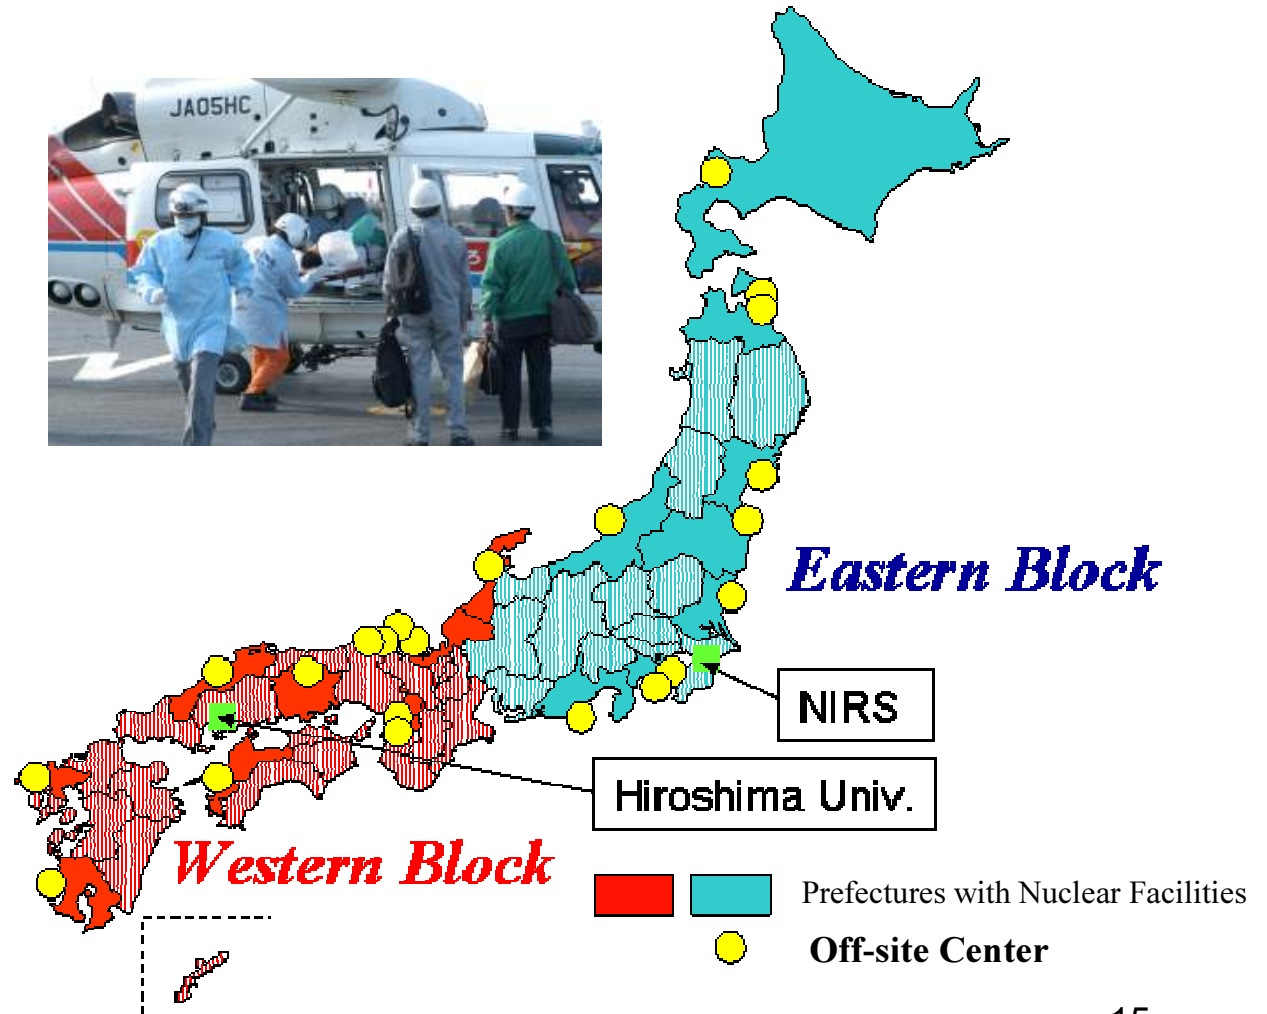 JA05HC
Eastern Block
NIRS
Hiroshima Univ.
Western Block
Prefectures with Nuclear Facilities
Off-site Center